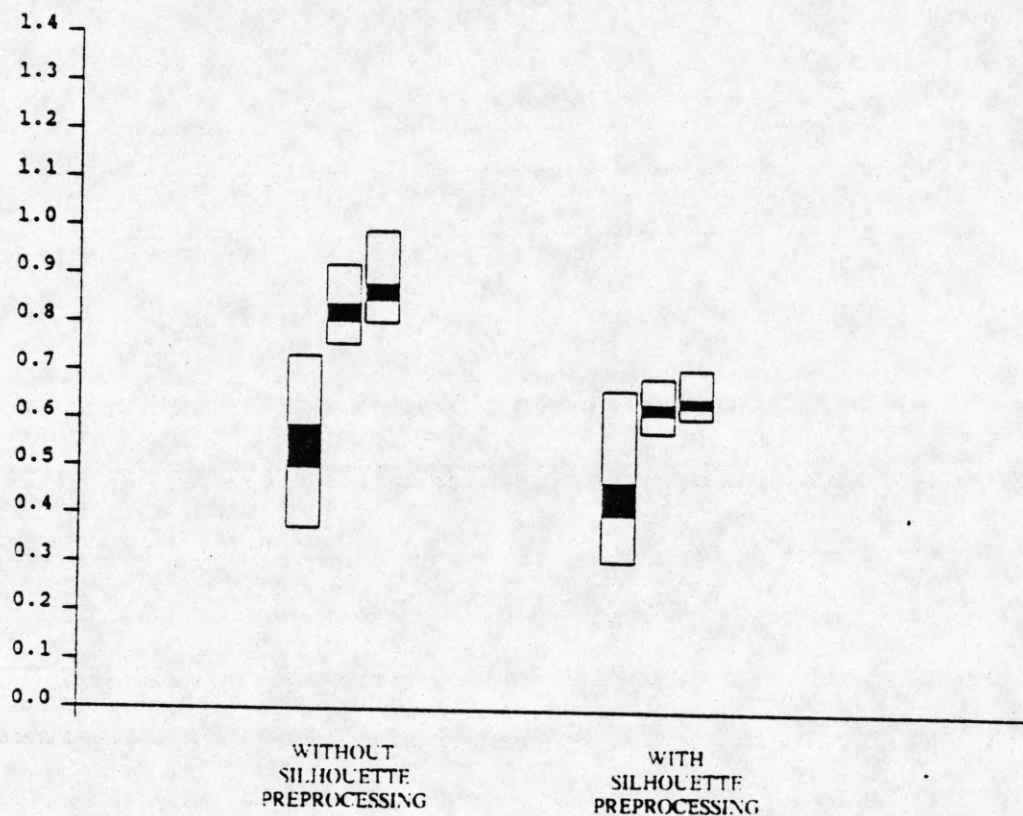 1.4
1.3
1.2
1.1
1.0
0.9
0.8
0.7
0.6
0.5
0.4
0.3
0.2
0.1
0.0
WITHOUT
SILHOUETTE
PREPROCESSING
WITH
SILHOUETTE
PREPROCESSING